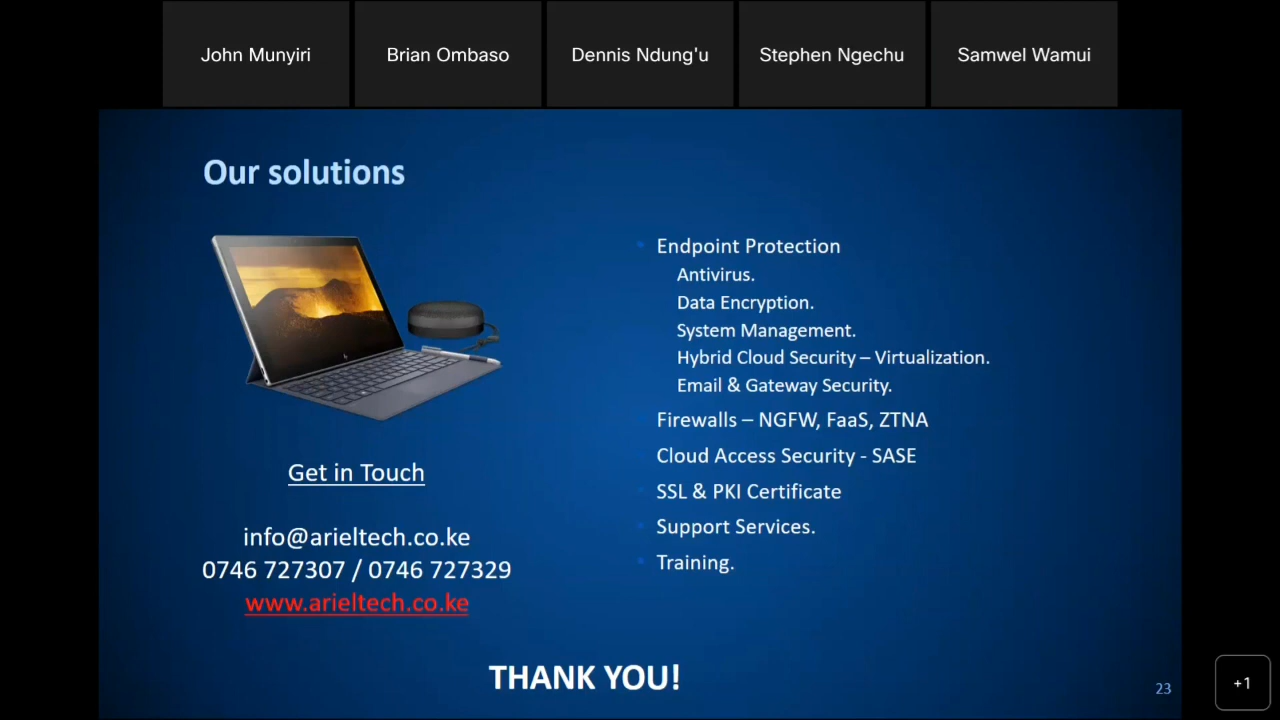 John Munyiri
Brian Ombaso
Dennis Ndung'u
Stephen Ngechu
Samwel Wamui
Our solutions
Endpoint Protection
Antivirus.
Data Encryption.
System Management.
Hybrid Cloud Security – Virtualization.
Email & Gateway Security.
Firewalls – NGFW, FaaS, ZTNA
Cloud Access Security - SASE
SSL & PKI Certificate
Support Services.
Training.
Get in Touch
info@arieltech.co.ke
0746 727307 / 0746 727329
www.arieltech.co.ke
THANK YOU!
23
+1